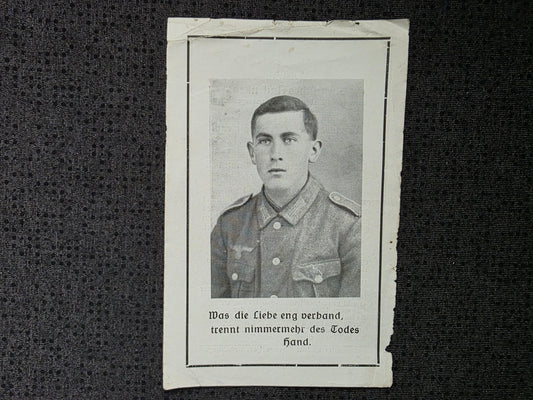 Was die Liebe eng verband,
trennt nimmermehr des Todes
Hand.